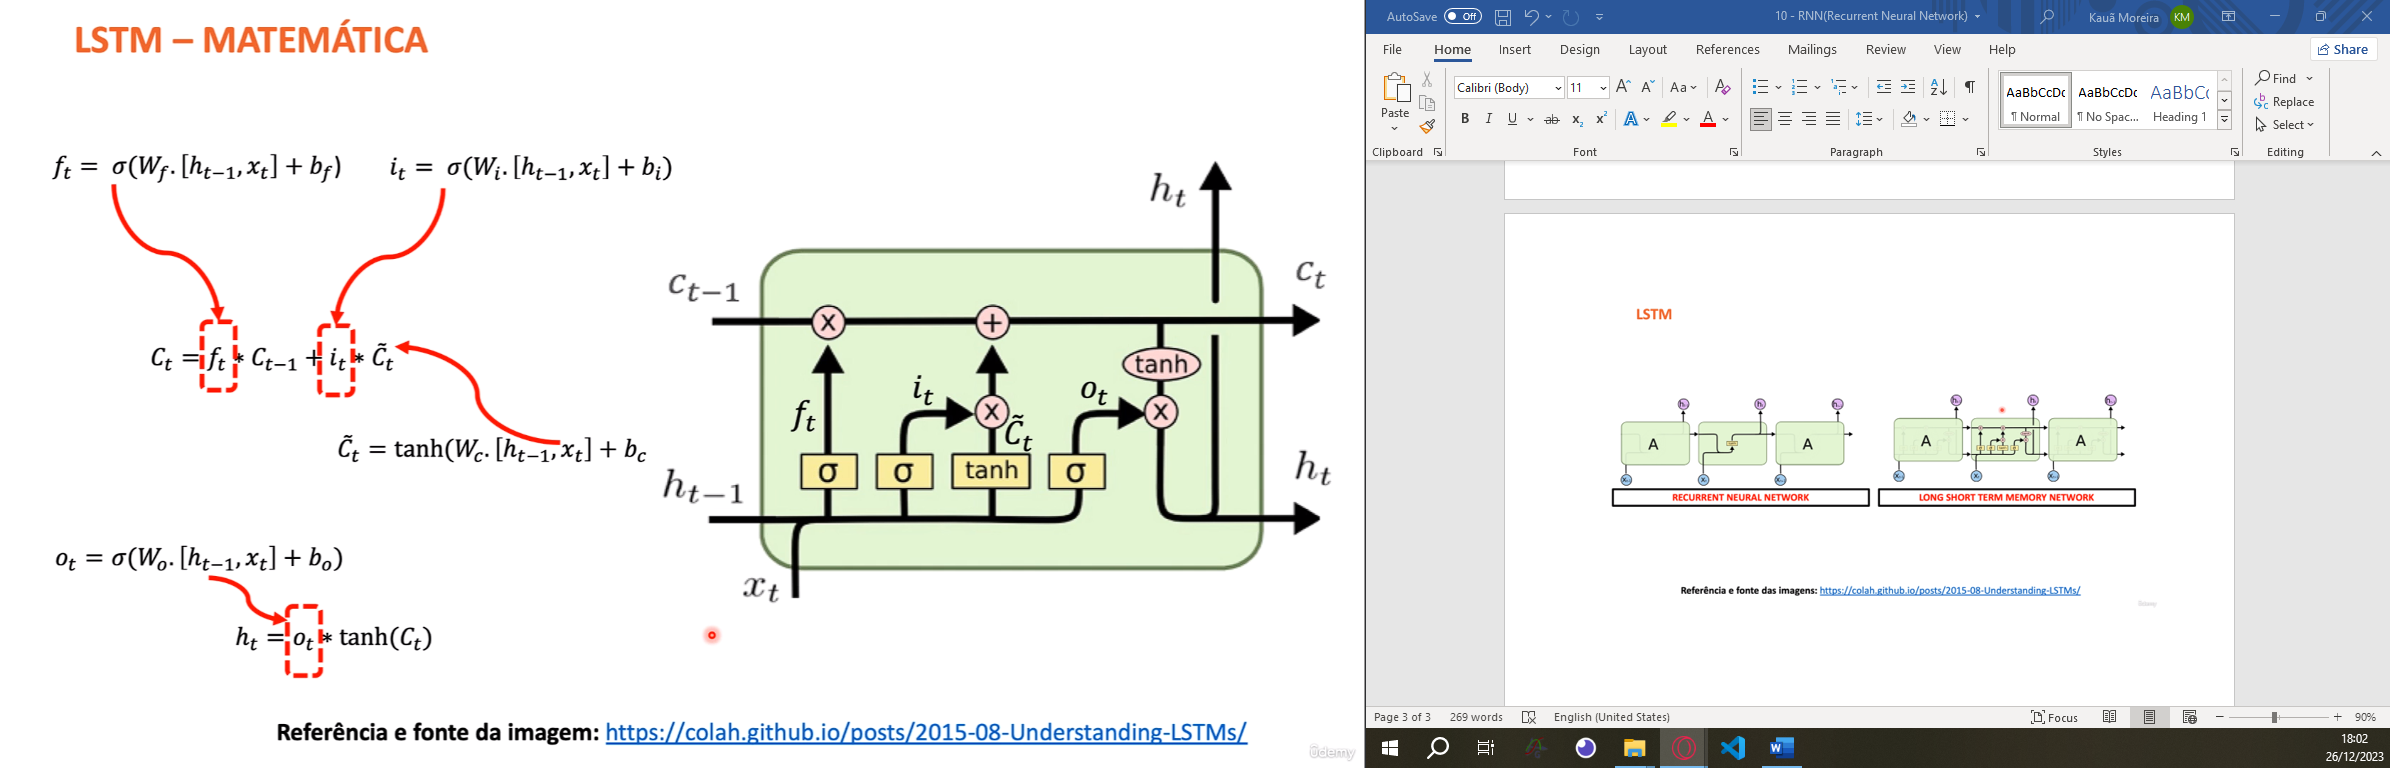 LSTM – MATEMÁTICA
f_t = σ(W_f. [h_{t−1}, x_t] + b_f)
i_t = σ(W_i. [h_{t−1}, x_t] + b_i)
C_t = f_t * C_{t−1} + i_t * C̃_t
C̃_t = tanh(W_c. [h_{t−1}, x_t] + b_c
o_t = σ(W_o. [h_{t−1}, x_t] + b_o)
h_t = o_t * tanh(C_t)
h_t
C_{t−1}
C_t
x
+
tanh
f_t
i_t
x
C̃_t
o_t
x
σ
σ
tanh
σ
h_{t−1}
h_t
x_t
Referência e fonte da imagem: https://colah.github.io/posts/2015-08-Understanding-LSTMs/
ûdemy
AutoSave Off
10 - RNN(Recurrent Neural Network)
Kauã Moreira KM
File Home Insert Design Layout References Mailings Review View Help Share
Calibri (Body) 11 Aa
Paste
B I U ab x₂ x² A A
AaBbCcDc AaBbCcDc AaBbCc
¶ Normal ¶ No Spac... Heading 1
Find
Replace
Select
Clipboard Font Paragraph Styles Editing
LSTM
A A
A A
RECURRENT NEURAL NETWORK
LONG SHORT TERM MEMORY NETWORK
Referência e fonte das imagens: https://colah.github.io/posts/2015-08-Understanding-LSTMs/
Page 3 of 3 269 words English (United States) Focus 90%
18:02
26/12/2023